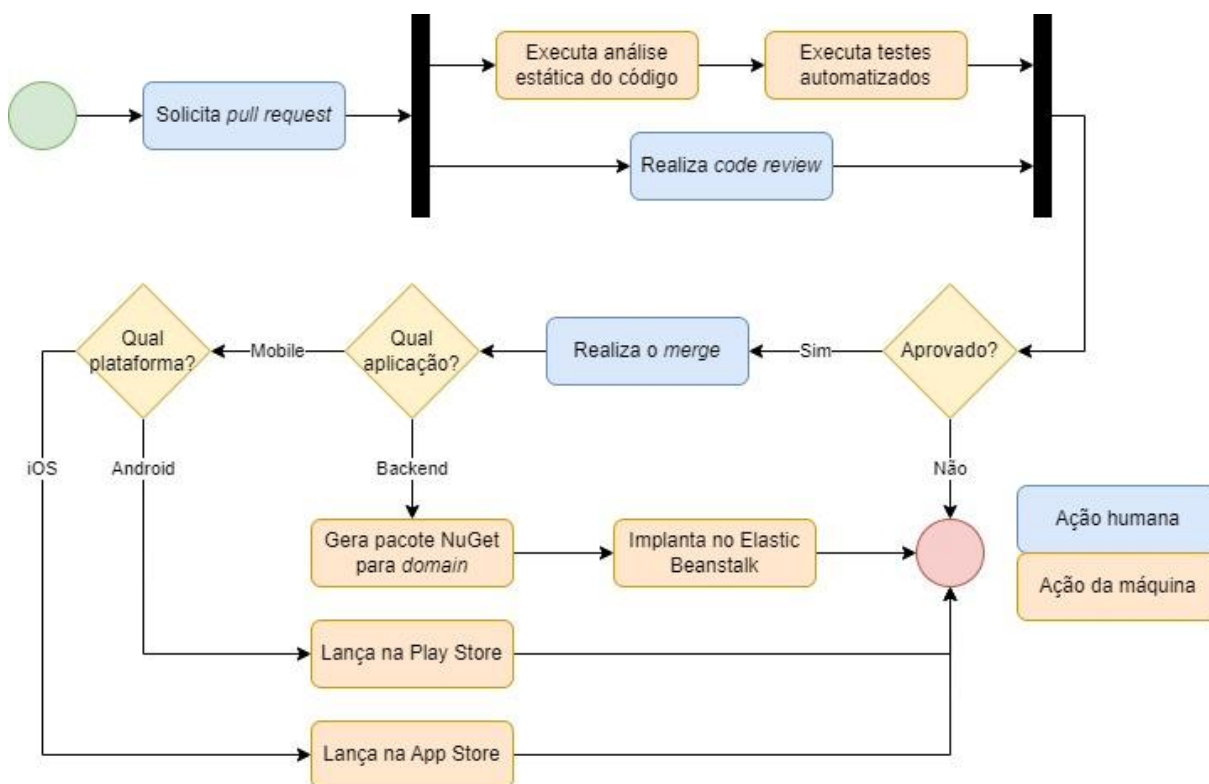 Executa análise
estática do código
Executa testes
automatizados
Solicita pull request
Realiza code review
Qual
plataforma?
Mobile
Qual
aplicação?
Realiza o merge
Sim
Aprovado?
iOS
Android
Backend
Não
Gera pacote NuGet
para domain
Implanta no Elastic
Beanstalk
Ação humana
Ação da máquina
Lança na Play Store
Lança na App Store